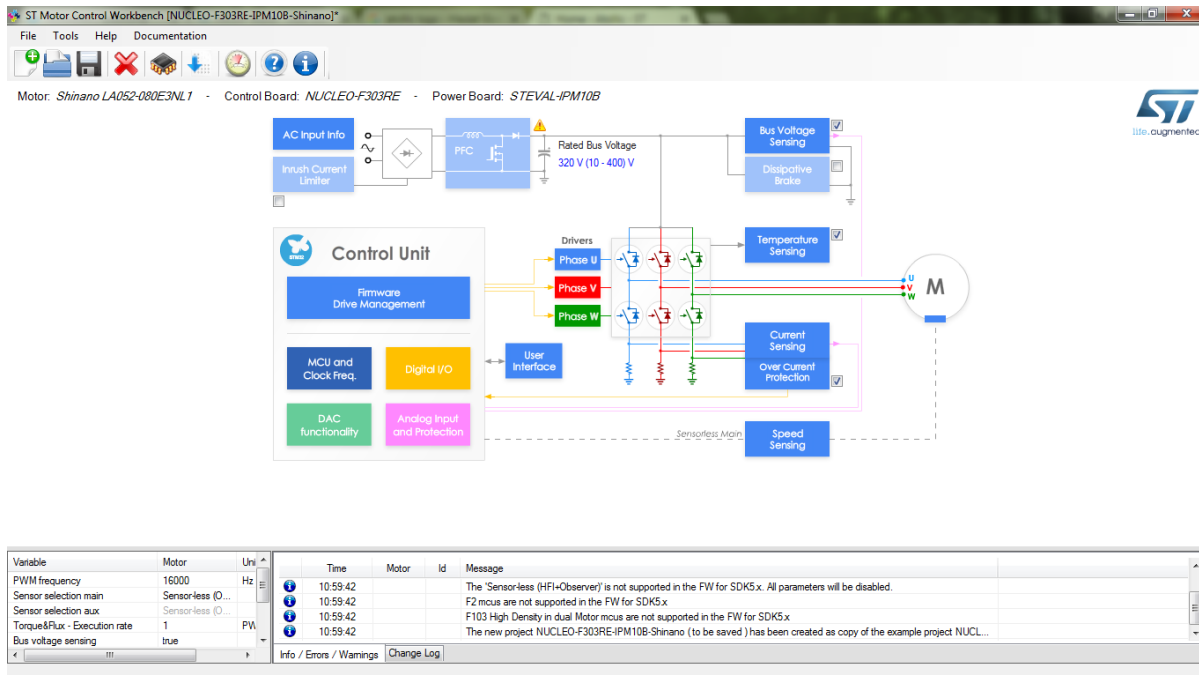 ST Motor Control Workbench [NUCLEO-F303RE-IPM10B-Shinano]*
File Tools Help Documentation
Motor: Shinano LA052-080E3NL1 - Control Board: NUCLEO-F303RE - Power Board: STEVAL-IPM10B
ST
life.augmented
AC Input Info
Inrush Current
Limiter
PFC
Rated Bus Voltage
320 V (10 - 400) V
Bus Voltage
Sensing
Dissipative
Brake
Temperature
Sensing
STM32
Control Unit
Firmware
Drive Management
MCU and
Clock Freq.
Digital I/O
DAC
functionality
Analog Input
and Protection
Drivers
Phase U
Phase V
Phase W
User
Interface
U
V
W
M
Current
Sensing
Over Current
Protection
Sensorless Main
Speed
Sensing
Variable Motor Uni
PWM frequency 16000 Hz
Sensor selection main Sensor-less (O...
Sensor selection aux Sensor-less (O...
Torque&Flux - Execution rate 1 PW
Bus voltage sensing true
Time Motor Id Message
10:59:42 The 'Sensor-less (HFI+Observer)' is not supported in the FW for SDK5.x. All parameters will be disabled.
10:59:42 F2 mcus are not supported in the FW for SDK5.x
10:59:42 F103 High Density in dual Motor mcus are not supported in the FW for SDK5.x
10:59:42 The new project NUCLEO-F303RE-IPM10B-Shinano ( to be saved ) has been created as copy of the example project NUCL...
Info / Errors / Warnings Change Log